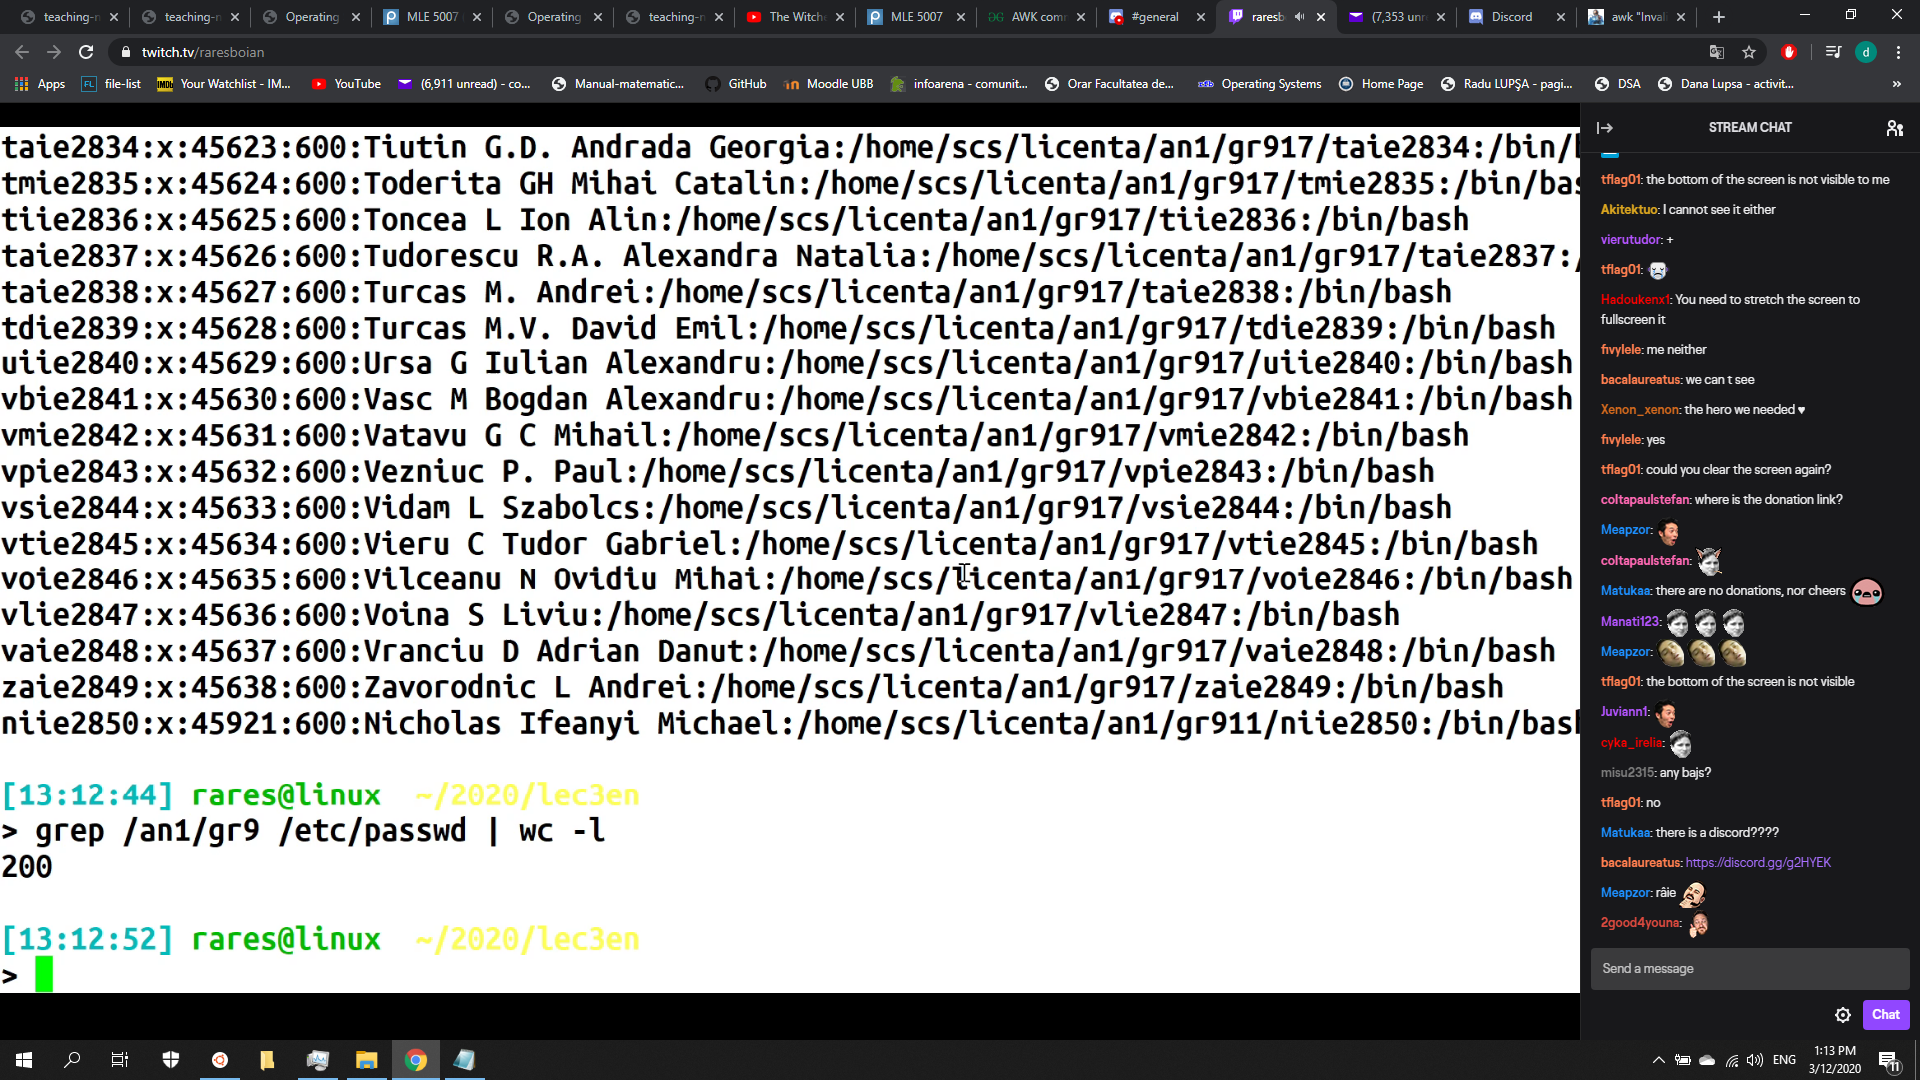 teaching-r
teaching-r
Operating
MLE 5007
Operating
teaching-r
The Witch
MLE 5007
AWK com
#general
raresb
(7,353 unr
Discord
awk "Inval
twitch.tv/raresboian
Apps
file-list
Your Watchlist - IM...
YouTube
(6,911 unread) - co...
Manual-matematic...
GitHub
Moodle UBB
infoarena - comunit...
Orar Facultatea de...
Operating Systems
Home Page
Radu LUPŞA - pagi...
DSA
Dana Lupsa - activit...
»
taie2834:x:45623:600:Tiutin G.D. Andrada Georgia:/home/scs/licenta/an1/gr917/taie2834:/bin/
tmie2835:x:45624:600:Toderita GH Mihai Catalin:/home/scs/licenta/an1/gr917/tmie2835:/bin/bas
tiie2836:x:45625:600:Toncea L Ion Alin:/home/scs/licenta/an1/gr917/tiie2836:/bin/bash
taie2837:x:45626:600:Tudorescu R.A. Alexandra Natalia:/home/scs/licenta/an1/gr917/taie2837:/
taie2838:x:45627:600:Turcas M. Andrei:/home/scs/licenta/an1/gr917/taie2838:/bin/bash
tdie2839:x:45628:600:Turcas M.V. David Emil:/home/scs/licenta/an1/gr917/tdie2839:/bin/bash
uiie2840:x:45629:600:Ursa G Iulian Alexandru:/home/scs/licenta/an1/gr917/uiie2840:/bin/bash
vbie2841:x:45630:600:Vasc M Bogdan Alexandru:/home/scs/licenta/an1/gr917/vbie2841:/bin/bash
vmie2842:x:45631:600:Vatavu G C Mihail:/home/scs/licenta/an1/gr917/vmie2842:/bin/bash
vpie2843:x:45632:600:Vezniuc P. Paul:/home/scs/licenta/an1/gr917/vpie2843:/bin/bash
vsie2844:x:45633:600:Vidam L Szabolcs:/home/scs/licenta/an1/gr917/vsie2844:/bin/bash
vtie2845:x:45634:600:Vieru C Tudor Gabriel:/home/scs/licenta/an1/gr917/vtie2845:/bin/bash
voie2846:x:45635:600:Vilceanu N Ovidiu Mihai:/home/scs/licenta/an1/gr917/voie2846:/bin/bash
vlie2847:x:45636:600:Voina S Liviu:/home/scs/licenta/an1/gr917/vlie2847:/bin/bash
vaie2848:x:45637:600:Vranciu D Adrian Danut:/home/scs/licenta/an1/gr917/vaie2848:/bin/bash
zaie2849:x:45638:600:Zavorodnic L Andrei:/home/scs/licenta/an1/gr917/zaie2849:/bin/bash
niie2850:x:45921:600:Nicholas Ifeanyi Michael:/home/scs/licenta/an1/gr911/niie2850:/bin/bash
[13:12:44] rares@linux ~/2020/lec3en
> grep /an1/gr9 /etc/passwd | wc -l
200
[13:12:52] rares@linux ~/2020/lec3en
>
STREAM CHAT
tflag01: the bottom of the screen is not visible to me
Akitektuo: I cannot see it either
vierutudor: +
tflag01:
Hadoukenx1: You need to stretch the screen to
fullscreen it
fivylele: me neither
bacalaureatus: we can t see
Xenon_xenon: the hero we needed ♥
fivylele: yes
tflag01: could you clear the screen again?
coltapaulstefan: where is the donation link?
Meapzor:
coltapaulstefan:
Matukaa: there are no donations, nor cheers
Manati123:
Meapzor:
tflag01: the bottom of the screen is not visible
Juviann1:
cyka_irelia:
misu2315: any bajs?
tflag01: no
Matukaa: there is a discord????
bacalaureatus: https://discord.gg/g2HYEK
Meapzor: râie
2good4youna:
Send a message
Chat
ENG
1:13 PM
3/12/2020
11